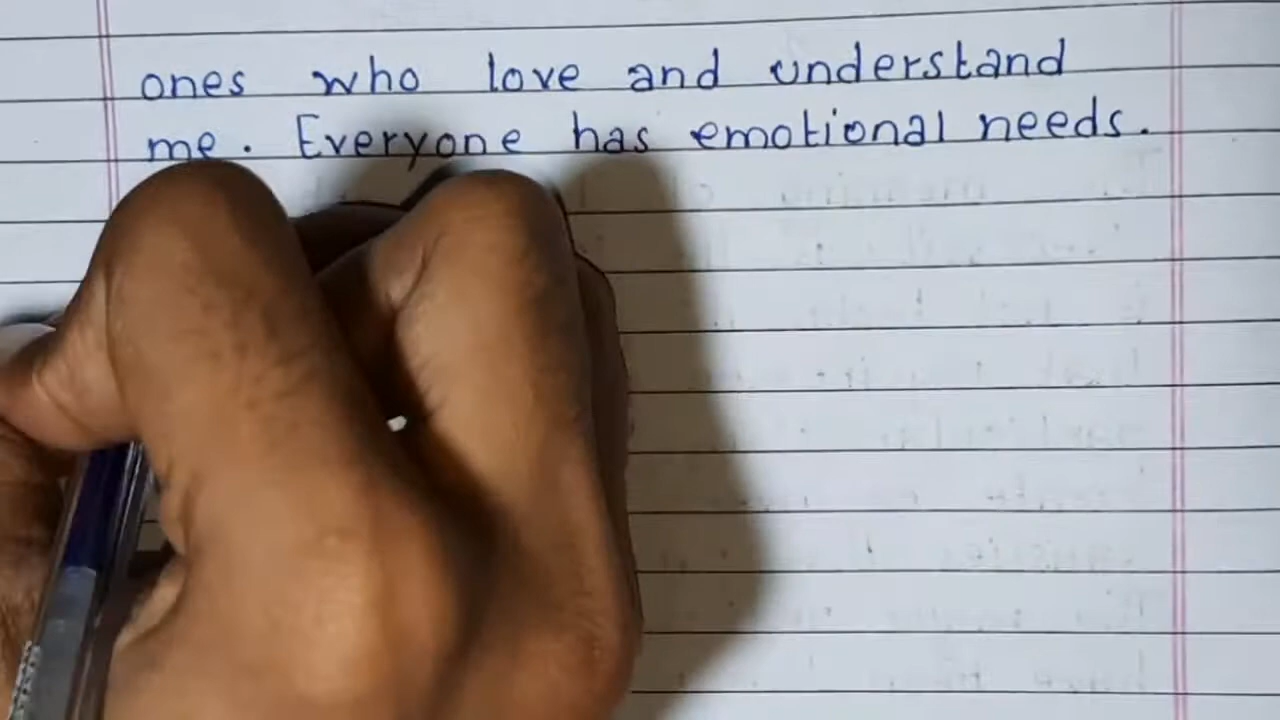 ones who love and understand
me. Everyone has emotional needs.